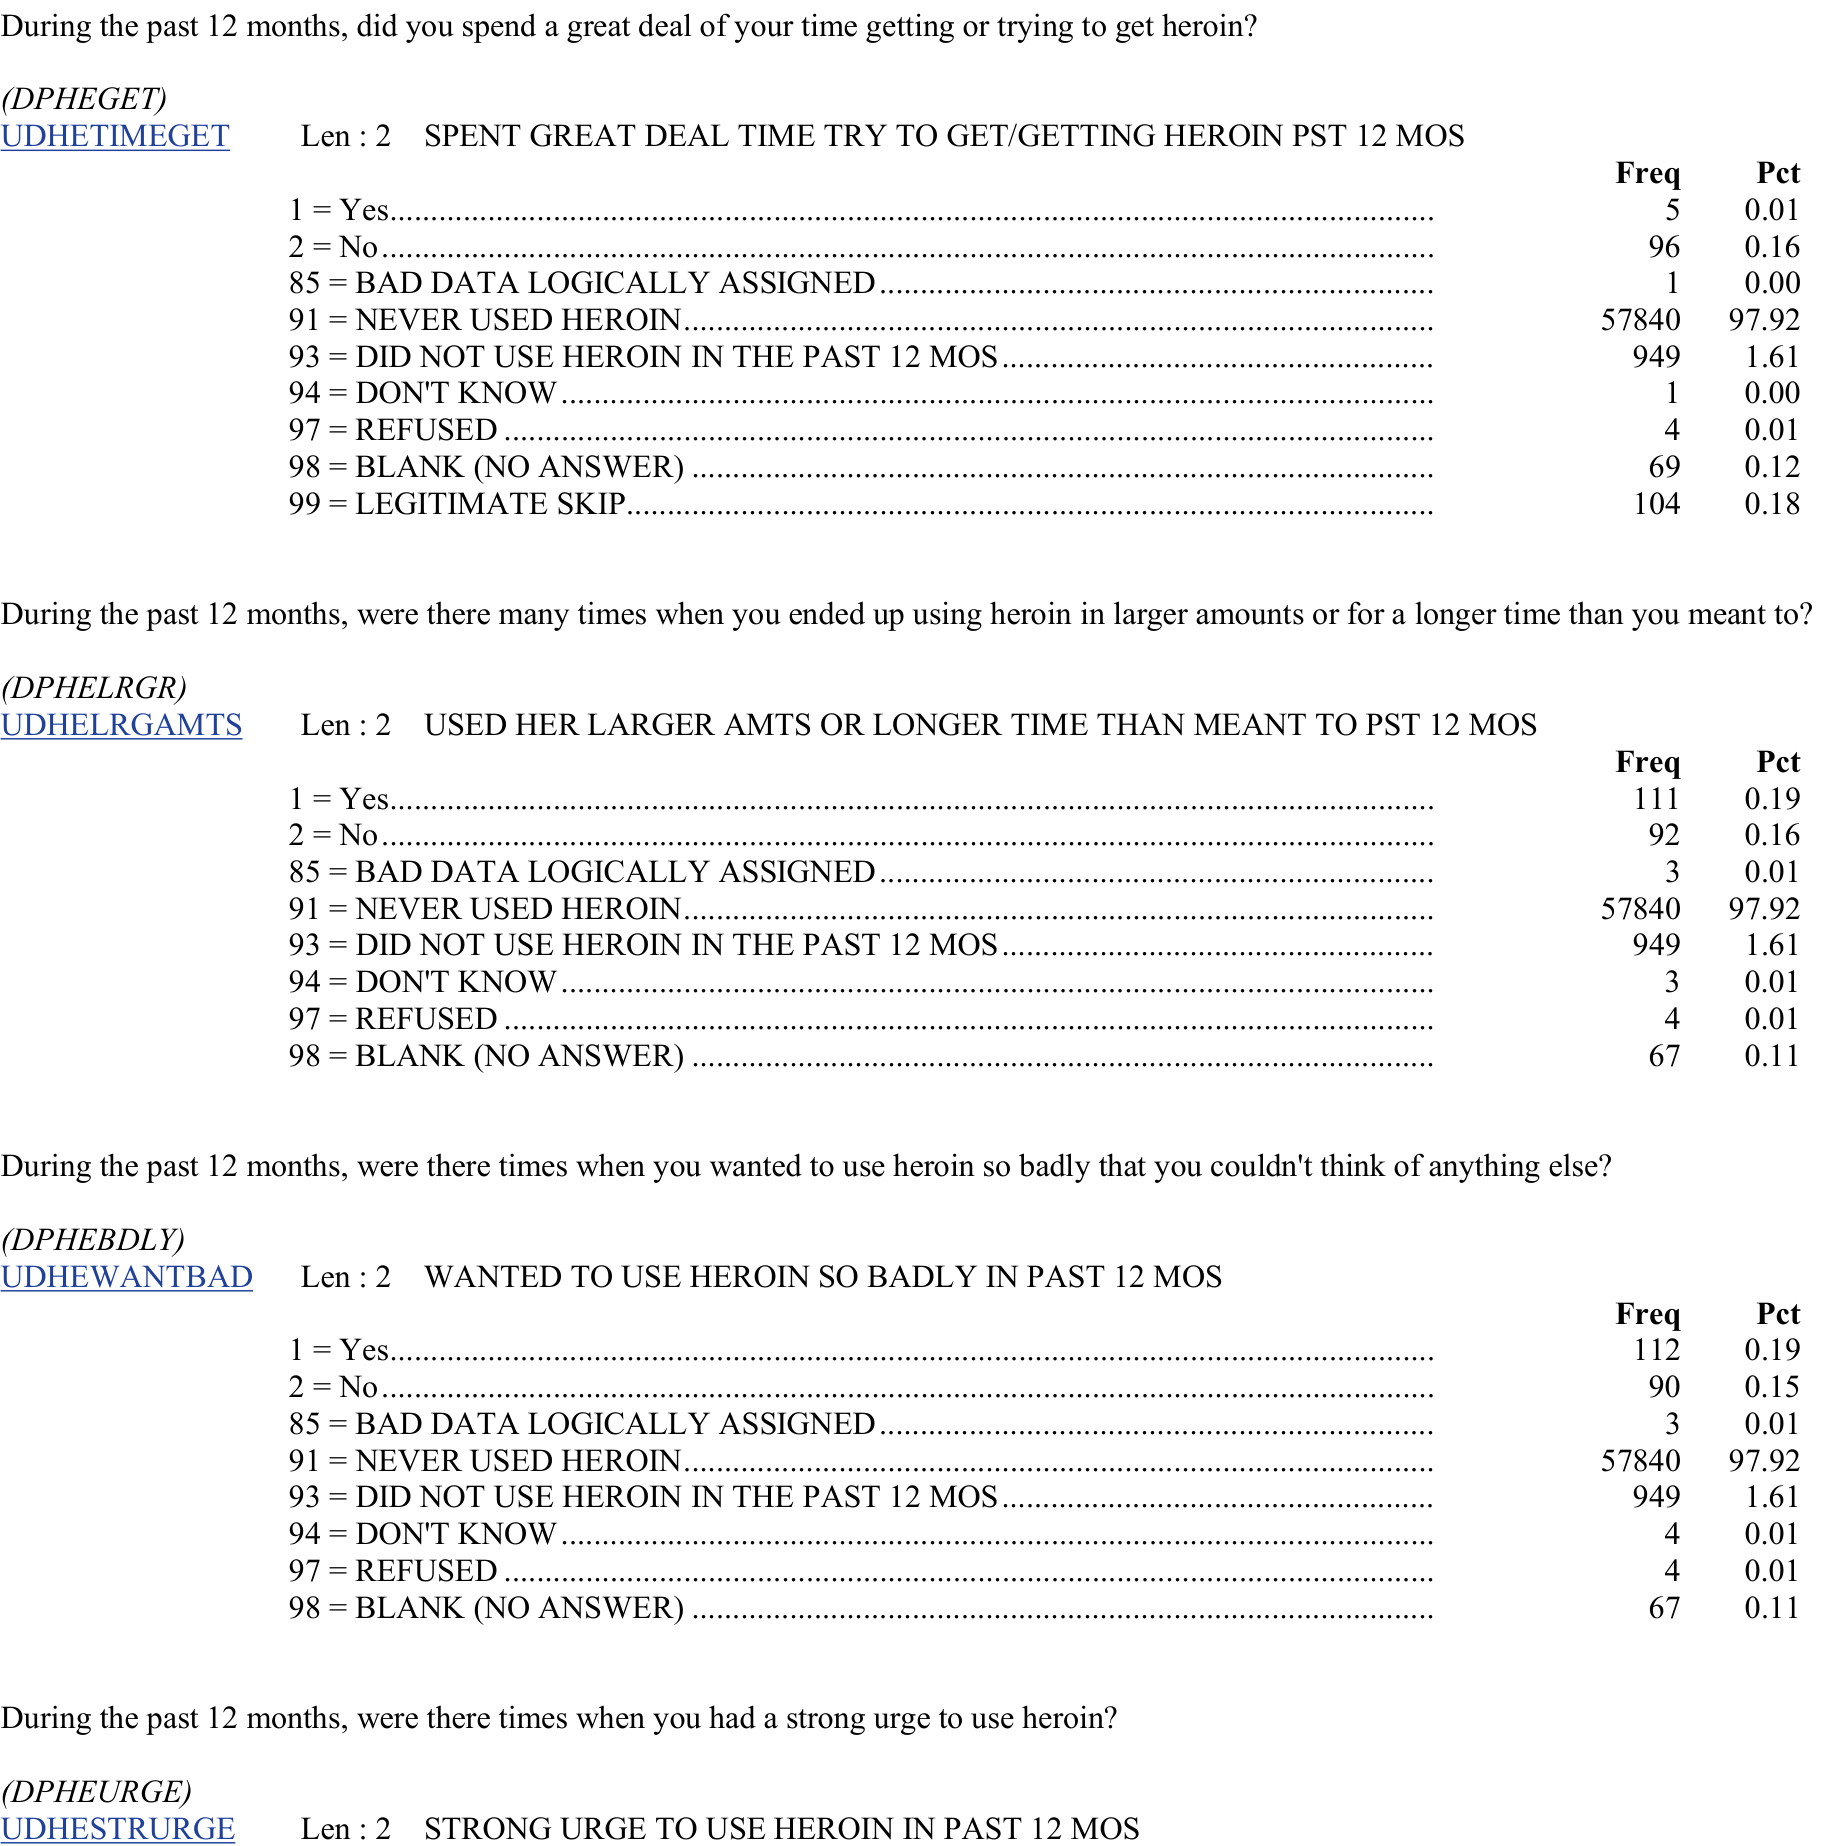 During the past 12 months, did you spend a great deal of your time getting or trying to get heroin?
(DPHEGET)
UDHETIMEGET Len : 2 SPENT GREAT DEAL TIME TRY TO GET/GETTING HEROIN PST 12 MOS
Freq Pct
1 = Yes 5 0.01
2 = No 96 0.16
85 = BAD DATA LOGICALLY ASSIGNED 1 0.00
91 = NEVER USED HEROIN 57840 97.92
93 = DID NOT USE HEROIN IN THE PAST 12 MOS 949 1.61
94 = DON'T KNOW 1 0.00
97 = REFUSED 4 0.01
98 = BLANK (NO ANSWER) 69 0.12
99 = LEGITIMATE SKIP 104 0.18
During the past 12 months, were there many times when you ended up using heroin in larger amounts or for a longer time than you meant to?
(DPHELRGR)
UDHELRGAMTS Len : 2 USED HER LARGER AMTS OR LONGER TIME THAN MEANT TO PST 12 MOS
Freq Pct
1 = Yes 111 0.19
2 = No 92 0.16
85 = BAD DATA LOGICALLY ASSIGNED 3 0.01
91 = NEVER USED HEROIN 57840 97.92
93 = DID NOT USE HEROIN IN THE PAST 12 MOS 949 1.61
94 = DON'T KNOW 3 0.01
97 = REFUSED 4 0.01
98 = BLANK (NO ANSWER) 67 0.11
During the past 12 months, were there times when you wanted to use heroin so badly that you couldn't think of anything else?
(DPHEBDLY)
UDHEWANTBAD Len : 2 WANTED TO USE HEROIN SO BADLY IN PAST 12 MOS
Freq Pct
1 = Yes 112 0.19
2 = No 90 0.15
85 = BAD DATA LOGICALLY ASSIGNED 3 0.01
91 = NEVER USED HEROIN 57840 97.92
93 = DID NOT USE HEROIN IN THE PAST 12 MOS 949 1.61
94 = DON'T KNOW 4 0.01
97 = REFUSED 4 0.01
98 = BLANK (NO ANSWER) 67 0.11
During the past 12 months, were there times when you had a strong urge to use heroin?
(DPHEURGE)
UDHESTRURGE Len : 2 STRONG URGE TO USE HEROIN IN PAST 12 MOS